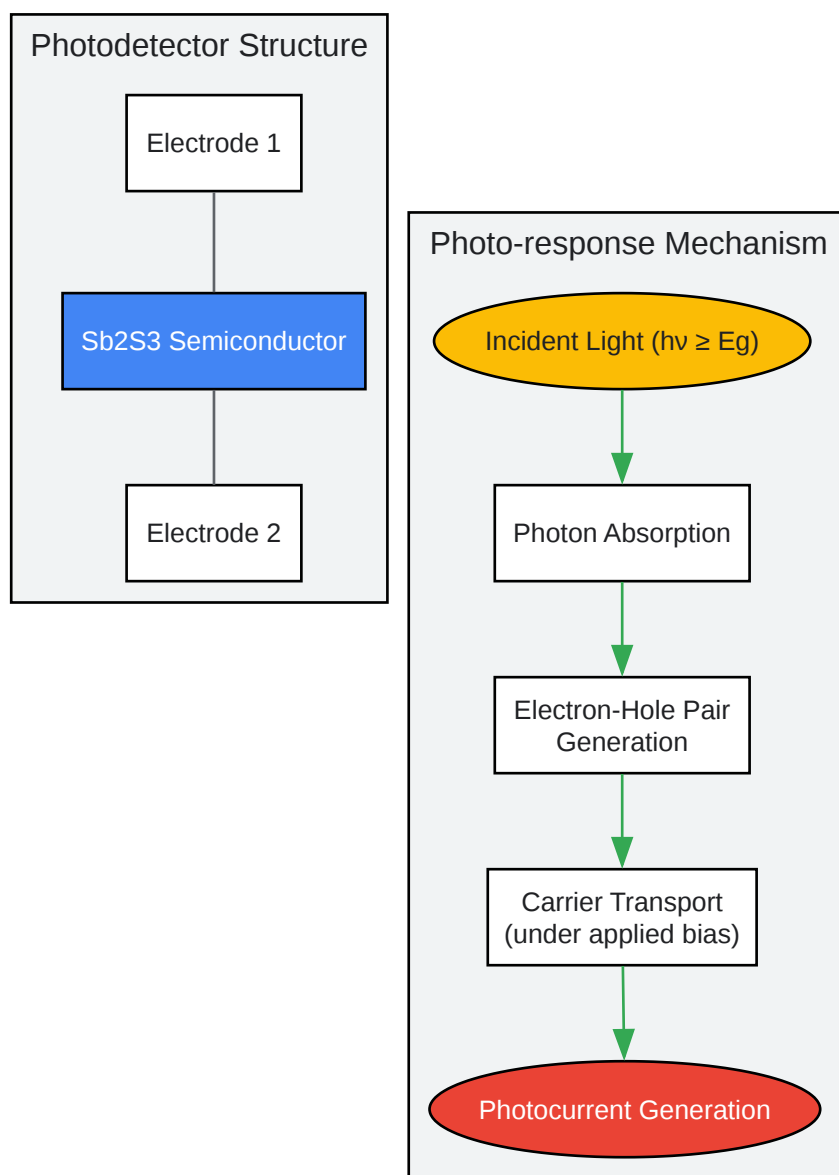 Photodetector Structure
Electrode 1
Sb2S3 Semiconductor
Electrode 2
Photo-response Mechanism
Incident Light (hν ≥ Eg)
Photon Absorption
Electron-Hole Pair
Generation
Carrier Transport
(under applied bias)
Photocurrent Generation